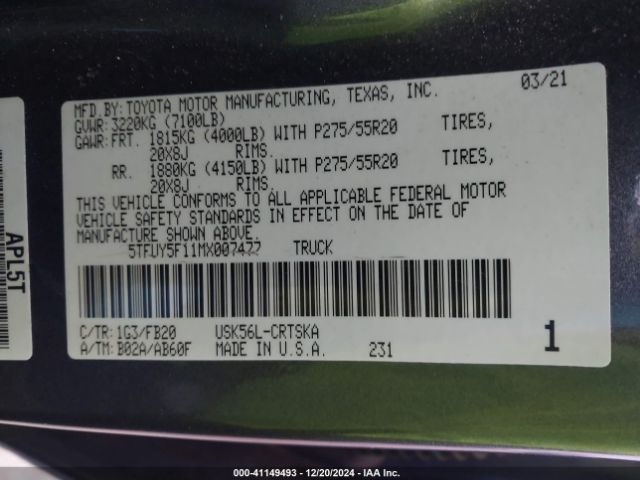 MFD.BY:TOYOTA MOTOR MANUFACTURING, TEXAS, INC. 03/21
GVWR:3220KG (7100LB)
GAWR:FRT. 1815KG (4000LB) WITH P275/55R20 TIRES,
20X8J RIMS.
RR. 1880KG (4150LB) WITH P275/55R20 TIRES,
20X8J RIMS.
THIS VEHICLE CONFORMS TO ALL APPLICABLE FEDERAL MOTOR
VEHICLE SAFETY STANDARDS IN EFFECT ON THE DATE OF
MANUFACTURE SHOWN ABOVE.
5TFUY5F11MX007477 TRUCK
C/TR: 1G3/FB20 USK56L-CRTSKA
A/TM: B02A/AB60F MADE IN U.S.A. 231 1
APL5T
000-41149493 - 12/20/2024 - IAA Inc.